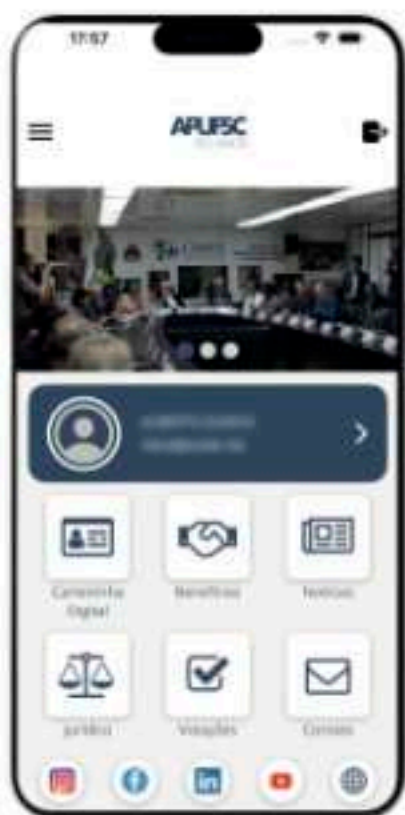 17:57
APUFSC
Carteirinha
Digital
Benefícios
Notícias
Jurídico
Votações
Contato